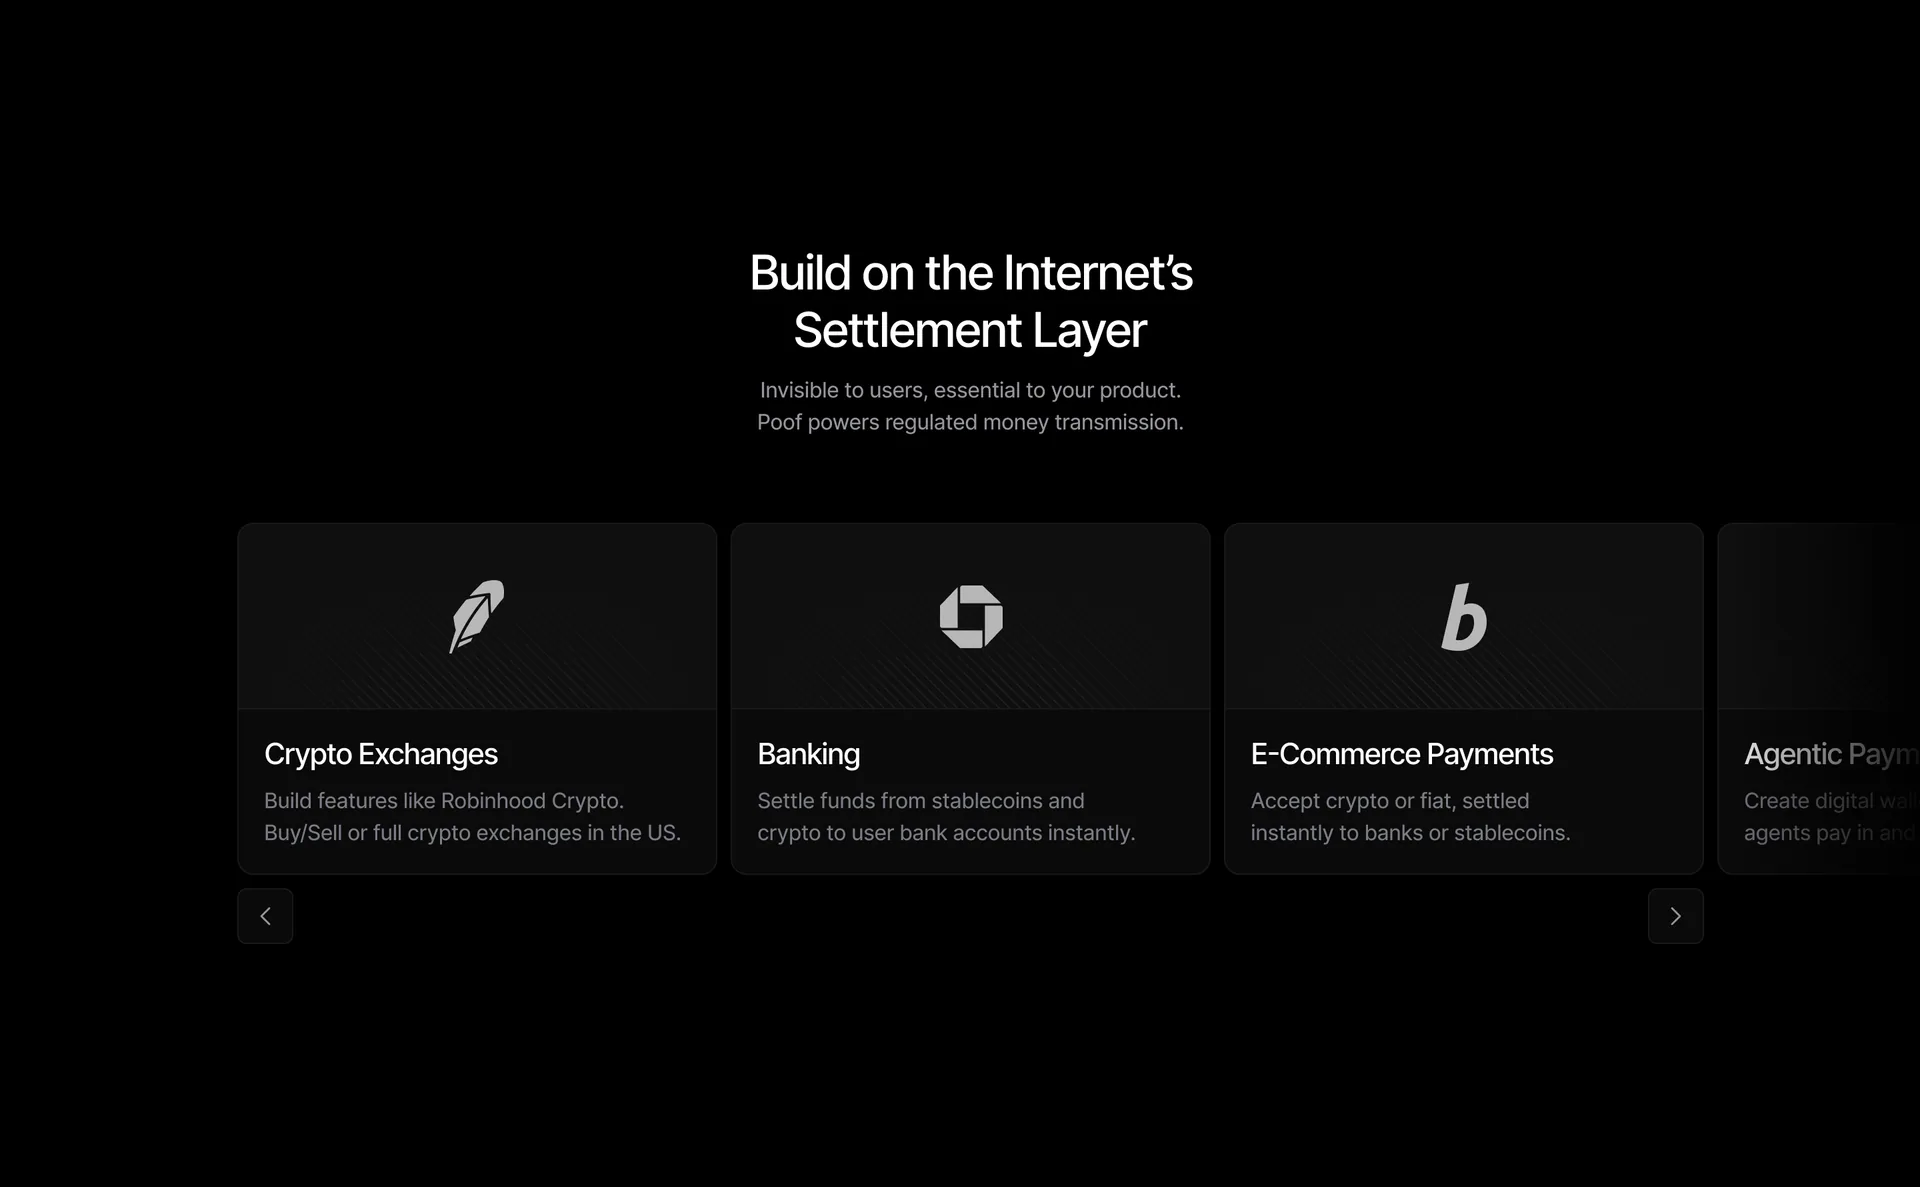 Build on the Internet’s
Settlement Layer
Invisible to users, essential to your product.
Poof powers regulated money transmission.
b
Crypto Exchanges
Build features like Robinhood Crypto.
Buy/Sell or full crypto exchanges in the US.
Banking
Settle funds from stablecoins and
crypto to user bank accounts instantly.
E-Commerce Payments
Accept crypto or fiat, settled
instantly to banks or stablecoins.
Agentic
Create digital
agents pay in and